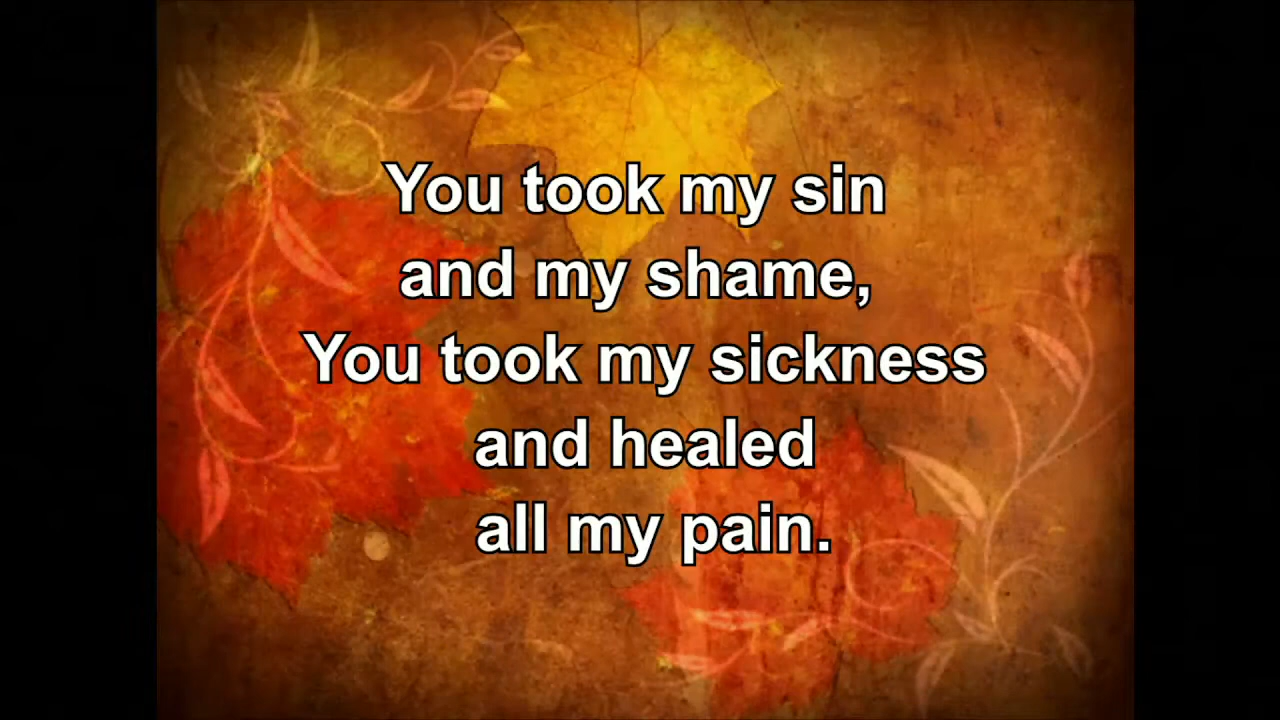 You took my sin
and my shame,
You took my sickness
and healed
all my pain.